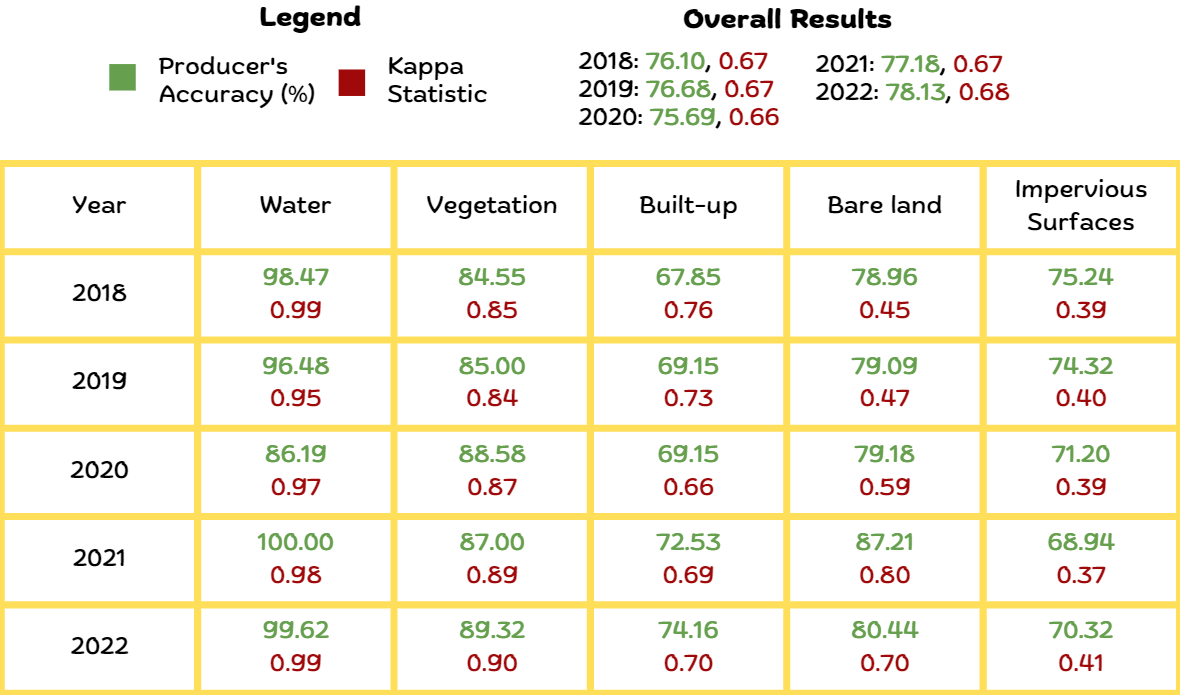 Legend
Producer's
Accuracy (%)
Kappa
Statistic
Overall Results
2018: 76.10, 0.67
2019: 76.68, 0.67
2020: 75.69, 0.66
2021: 77.18, 0.67
2022: 78.13, 0.68
Year Water Vegetation Built-up Bare land Impervious
Surfaces
2018
98.47 84.55 67.85 78.96 75.24
0.99 0.85 0.76 0.45 0.39
2019
96.48 85.00 69.15 79.09 74.32
0.95 0.84 0.73 0.47 0.40
2020
86.19 88.58 69.15 79.18 71.20
0.97 0.87 0.66 0.59 0.39
2021
100.00 87.00 72.53 87.21 68.94
0.98 0.89 0.69 0.80 0.37
2022
99.62 89.32 74.16 80.44 70.32
0.99 0.90 0.70 0.70 0.41